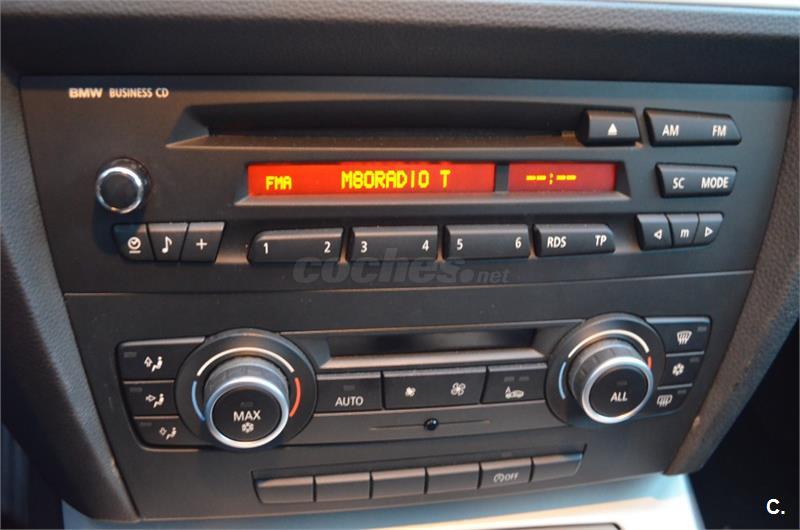 BMW BUSINESS CD
AM FM
FMA M80RADIO T --:--
SC MODE
1 2 3 4 5 6 RDS TP
m
coches.net
AUTO
MAX
ALL
OFF
C.